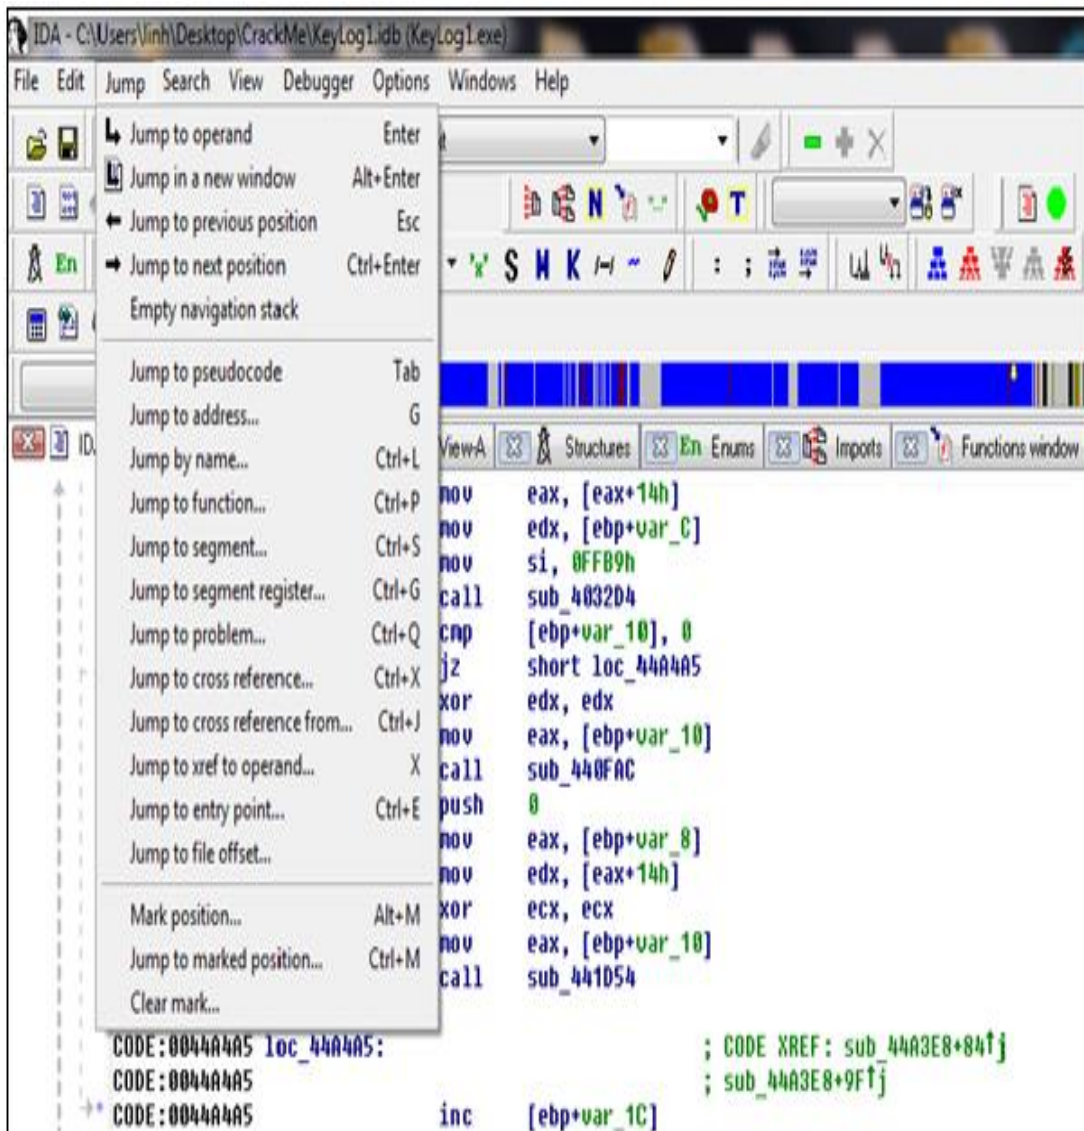 IDA - C:\Users\linh\Desktop\CrackMe\KeyLog1.idb (KeyLog1.exe)
File Edit Jump Search View Debugger Options Windows Help
Jump to operand Enter
Jump in a new window Alt+Enter
Jump to previous position Esc
Jump to next position Ctrl+Enter
Empty navigation stack
Jump to pseudocode Tab
Jump to address... G
Jump by name... Ctrl+L
Jump to function... Ctrl+P
Jump to segment... Ctrl+S
Jump to segment register... Ctrl+G
Jump to problem... Ctrl+Q
Jump to cross reference... Ctrl+X
Jump to cross reference from... Ctrl+J
Jump to xref to operand... X
Jump to entry point... Ctrl+E
Jump to file offset...
Mark position... Alt+M
Jump to marked position... Ctrl+M
Clear mark...
N T
En 'x' S M K : ;
View-A Structures En Enums Imports Functions window
mov eax, [eax+14h]
mov edx, [ebp+var_C]
mov si, 0FFB9h
call sub_4032D4
cmp [ebp+var_10], 0
jz short loc_44A4A5
xor edx, edx
mov eax, [ebp+var_10]
call sub_440FAC
push 0
mov eax, [ebp+var_8]
mov edx, [eax+14h]
xor ecx, ecx
mov eax, [ebp+var_10]
call sub_441D54
CODE:0044A4A5 loc_44A4A5: ; CODE XREF: sub_44A3E8+84↑j
CODE:0044A4A5 ; sub_44A3E8+9F↑j
CODE:0044A4A5 inc [ebp+var_1C]